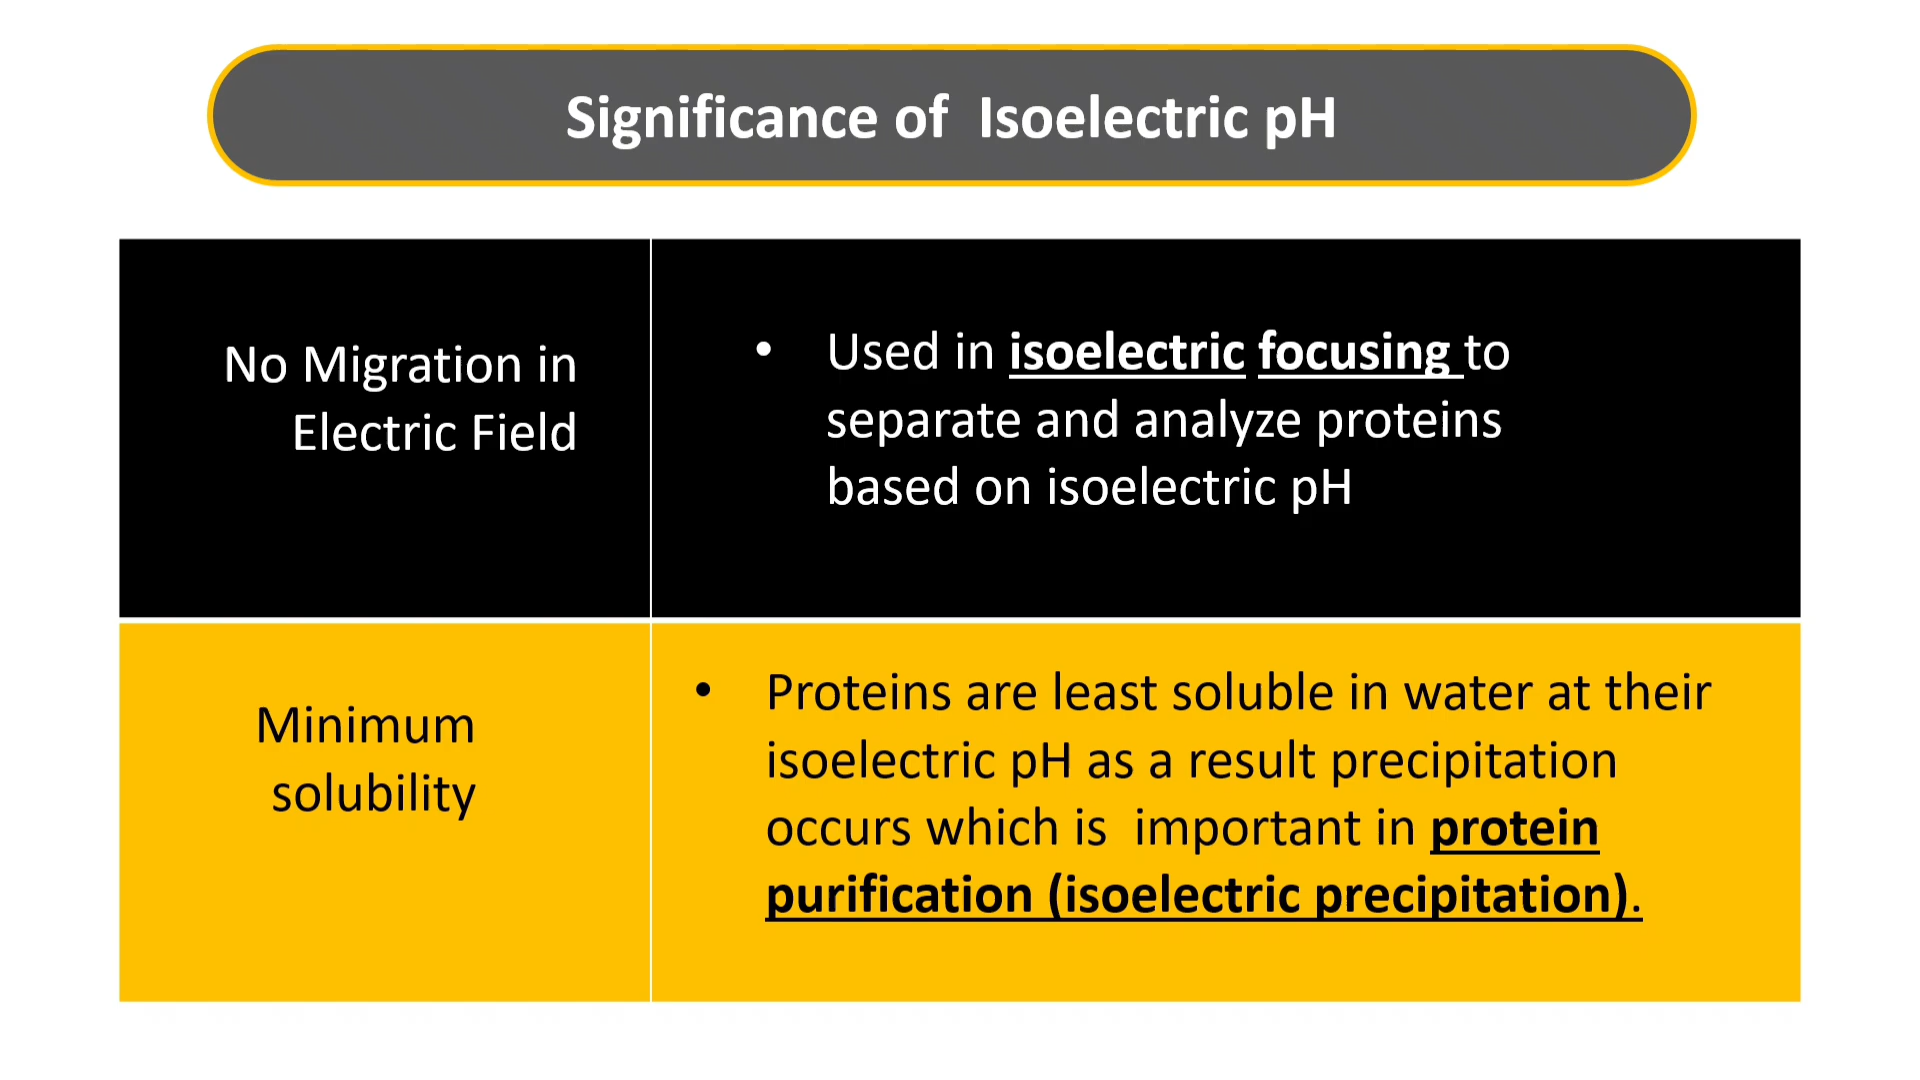 Significance of  Isoelectric pH
No Migration in
Electric Field
• Used in isoelectric focusing to
separate and analyze proteins
based on isoelectric pH
Minimum
solubility
• Proteins are least soluble in water at their
isoelectric pH as a result precipitation
occurs which is  important in protein
purification (isoelectric precipitation).